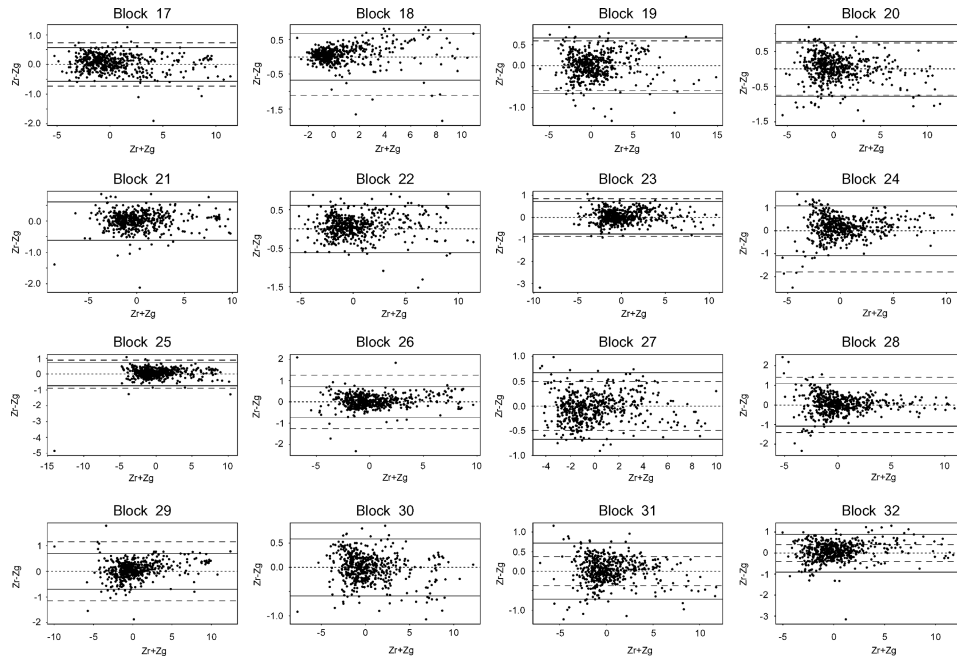 Block 17
Block 18
Block 19
Block 20
Zr-Zg
1.0
0.0
-1.0
-2.0
-5
0
5
10
Zr+Zg
Zr-Zg
0.5
-0.5
-1.5
-2
0
2
4
6
8
10
Zr+Zg
Zr-Zg
0.5
0.0
-1.0
-5
0
5
10
15
Zr+Zg
Zr-Zg
0.5
-0.5
-1.5
-5
0
5
10
Zr+Zg
Block 21
Block 22
Block 23
Block 24
Zr-Zg
0.0
-1.0
-2.0
-5
0
5
10
Zr+Zg
Zr-Zg
0.5
-0.5
-1.5
-5
0
5
10
Zr+Zg
Zr-Zg
1
0
-1
-3
-10
-5
0
5
10
Zr+Zg
Zr-Zg
1
0
-1
-2
-5
0
5
10
Zr+Zg
Block 25
Block 26
Block 27
Block 28
Zr-Zg
1
0
-1
-2
-3
-4
-5
-15
-10
-5
0
5
10
Zr+Zg
Zr-Zg
2
1
0
-1
-2
-5
0
5
10
Zr+Zg
Zr-Zg
1.0
0.5
0.0
-0.5
-1.0
-4
-2
0
2
4
6
8
10
Zr+Zg
Zr-Zg
2
1
0
-1
-2
-5
0
5
10
Zr+Zg
Block 29
Block 30
Block 31
Block 32
Zr-Zg
1
0
-1
-2
-10
-5
0
5
10
Zr+Zg
Zr-Zg
0.5
0.0
-1.0
-5
0
5
10
Zr+Zg
Zr-Zg
1.0
0.5
0.0
-1.0
-5
0
5
10
Zr+Zg
Zr-Zg
1
0
-1
-2
-3
-5
0
5
10
Zr+Zg